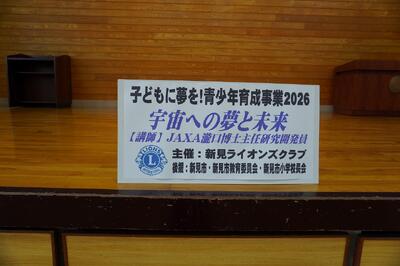 子どもに夢を!青少年育成事業2026
宇宙への夢と未来
【講師】JAXA瀧口博士主任研究開発員
主催：新見ライオンズクラブ
後援：新見市・新見市教育委員会・新見市小学校長会
L